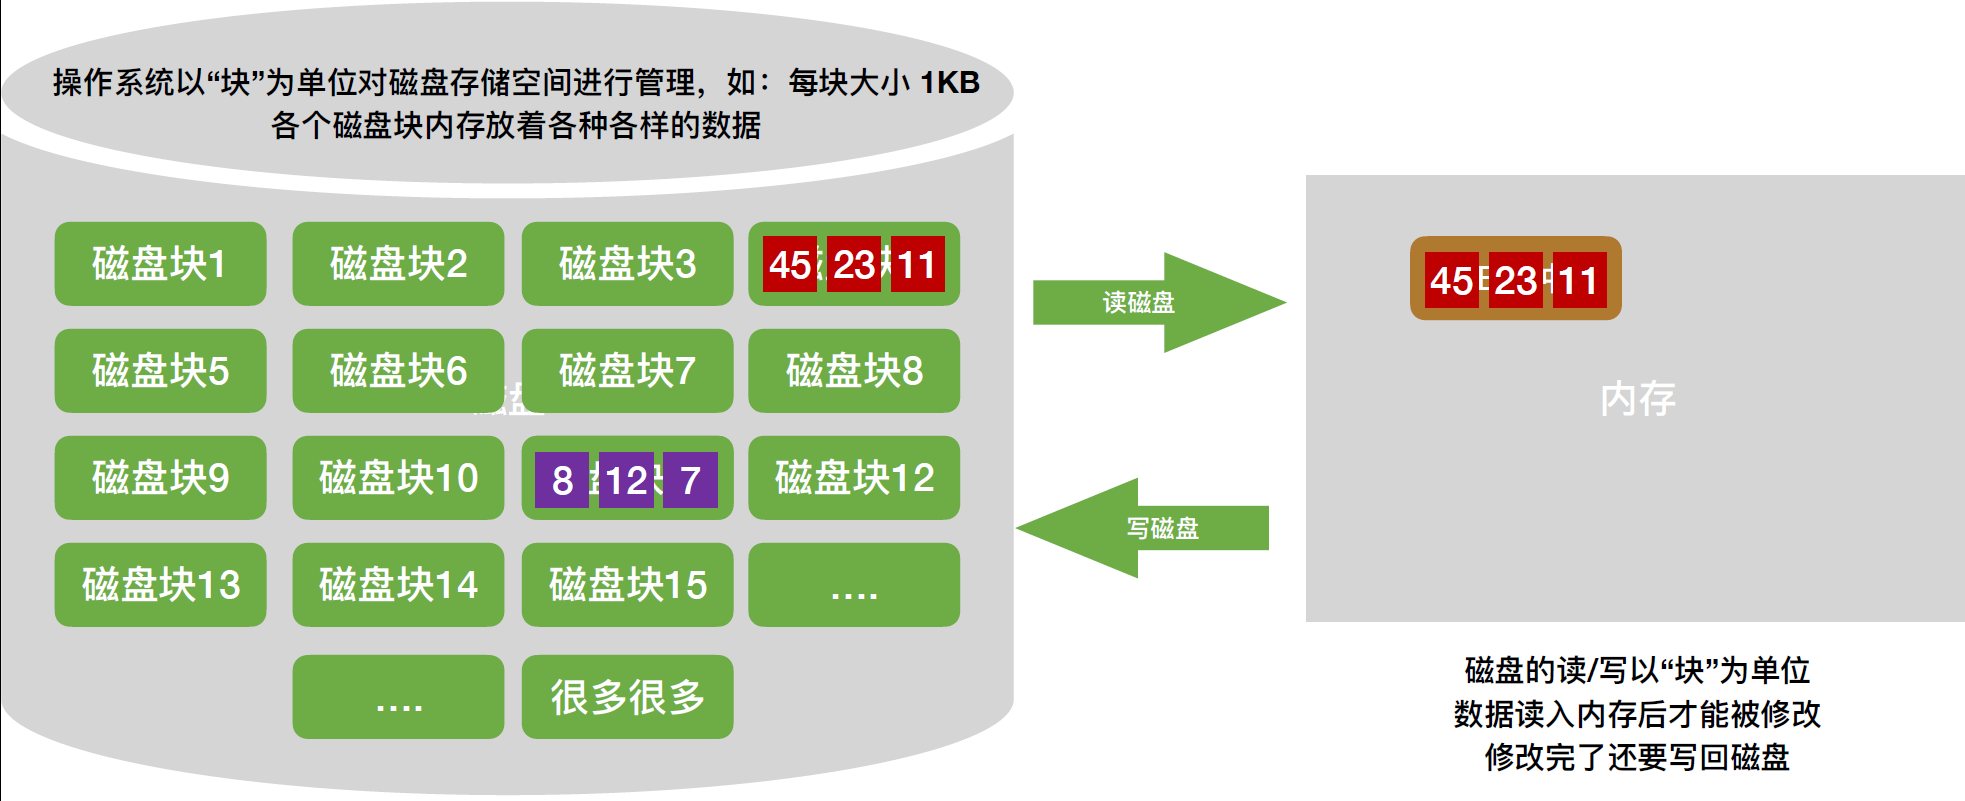 操作系统以“块”为单位对磁盘存储空间进行管理，如：每块大小 1KB
各个磁盘块内存放着各种各样的数据
磁盘块1 磁盘块2 磁盘块3 45 23 11
磁盘块5 磁盘块6 磁盘块7 磁盘块8
磁盘块9 磁盘块10 8 12 7 磁盘块12
磁盘块13 磁盘块14 磁盘块15 ....
.... 很多很多
读磁盘
写磁盘
45 23 11
内存
磁盘的读/写以“块”为单位
数据读入内存后才能被修改
修改完了还要写回磁盘